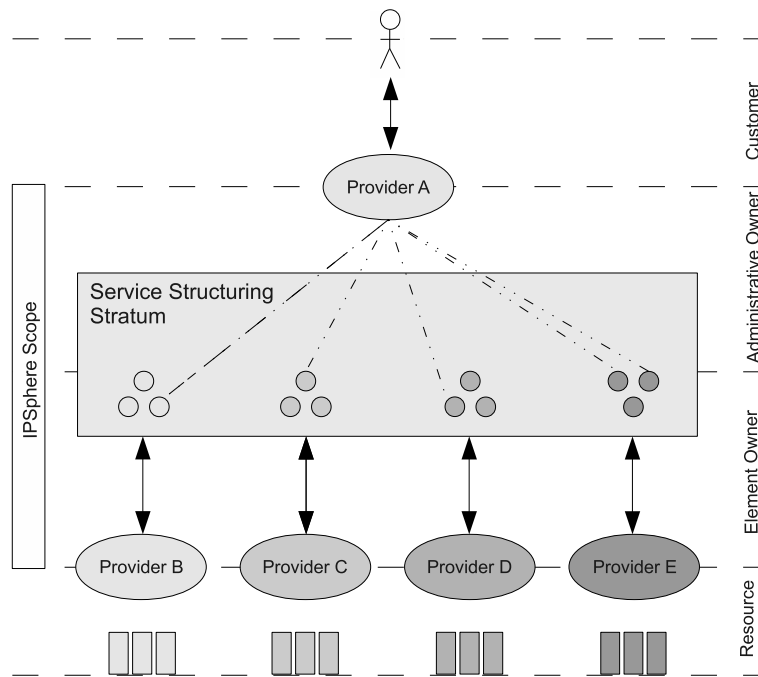 Customer
Provider A
Administrative Owner
Service Structuring
Stratum
IPSphere Scope
Element Owner
Provider B
Provider C
Provider D
Provider E
Resource